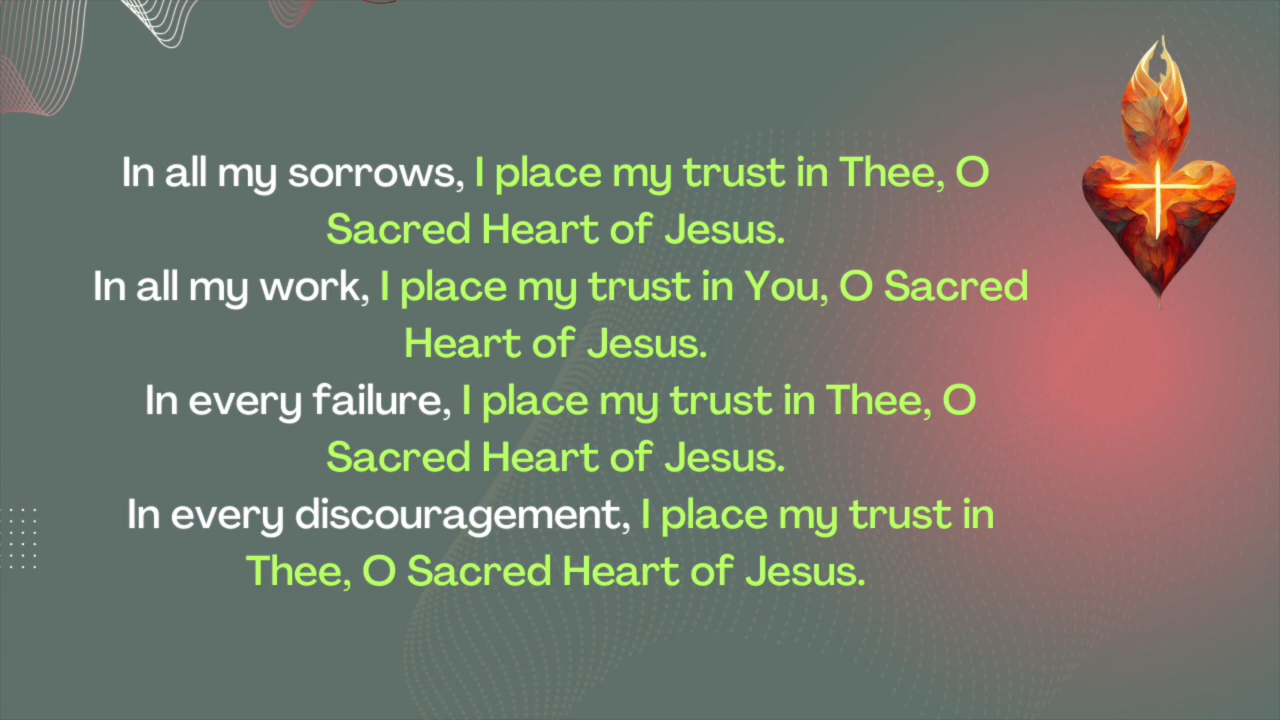 In all my sorrows, I place my trust in Thee, O
Sacred Heart of Jesus.
In all my work, I place my trust in You, O Sacred
Heart of Jesus.
In every failure, I place my trust in Thee, O
Sacred Heart of Jesus.
In every discouragement, I place my trust in
Thee, O Sacred Heart of Jesus.